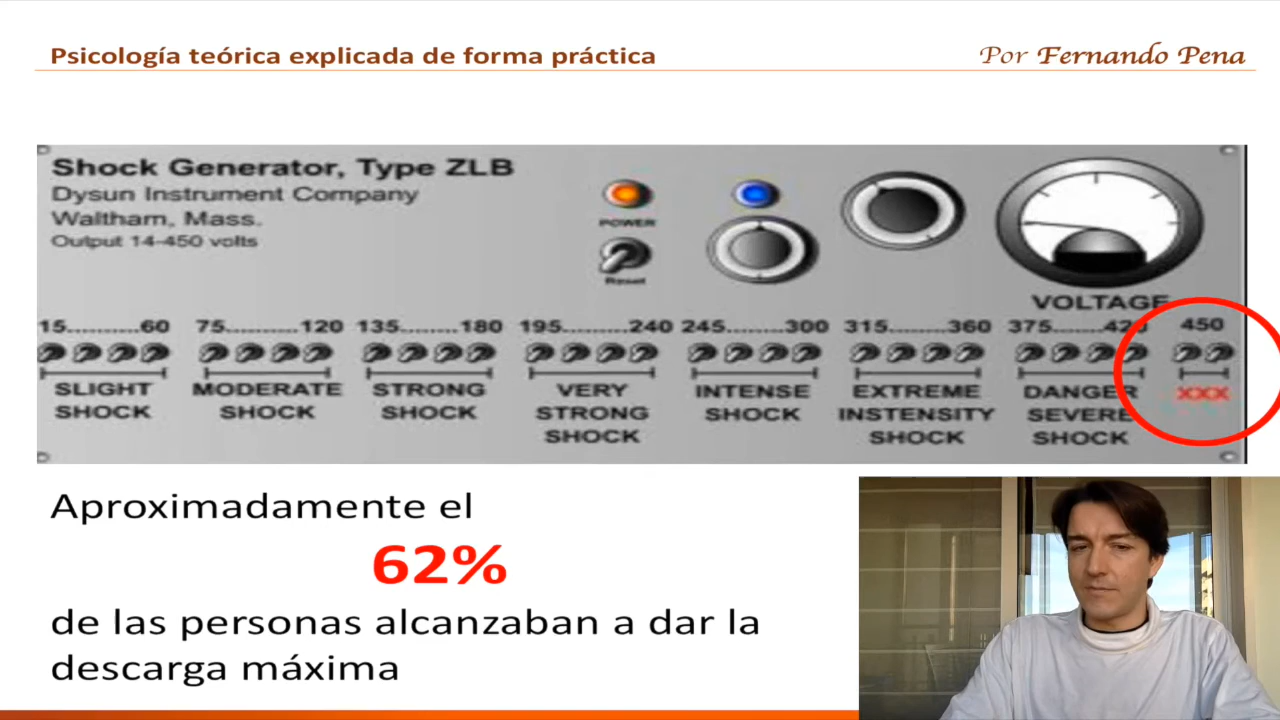 Psicología teórica explicada de forma práctica
Por Fernando Pena
Shock Generator, Type ZLB
Dysun Instrument Company
Waltham, Mass.
Output 14-450 volts
POWER
Reset
VOLTAGE
15..........60 75..........120 135........180 195........240 245........300 315........360 375........420 450
SLIGHT SHOCK
MODERATE SHOCK
STRONG SHOCK
VERY STRONG SHOCK
INTENSE SHOCK
EXTREME INSTENSITY SHOCK
DANGER SEVERE SHOCK
XXX
Aproximadamente el
62%
de las personas alcanzaban a dar la
descarga máxima